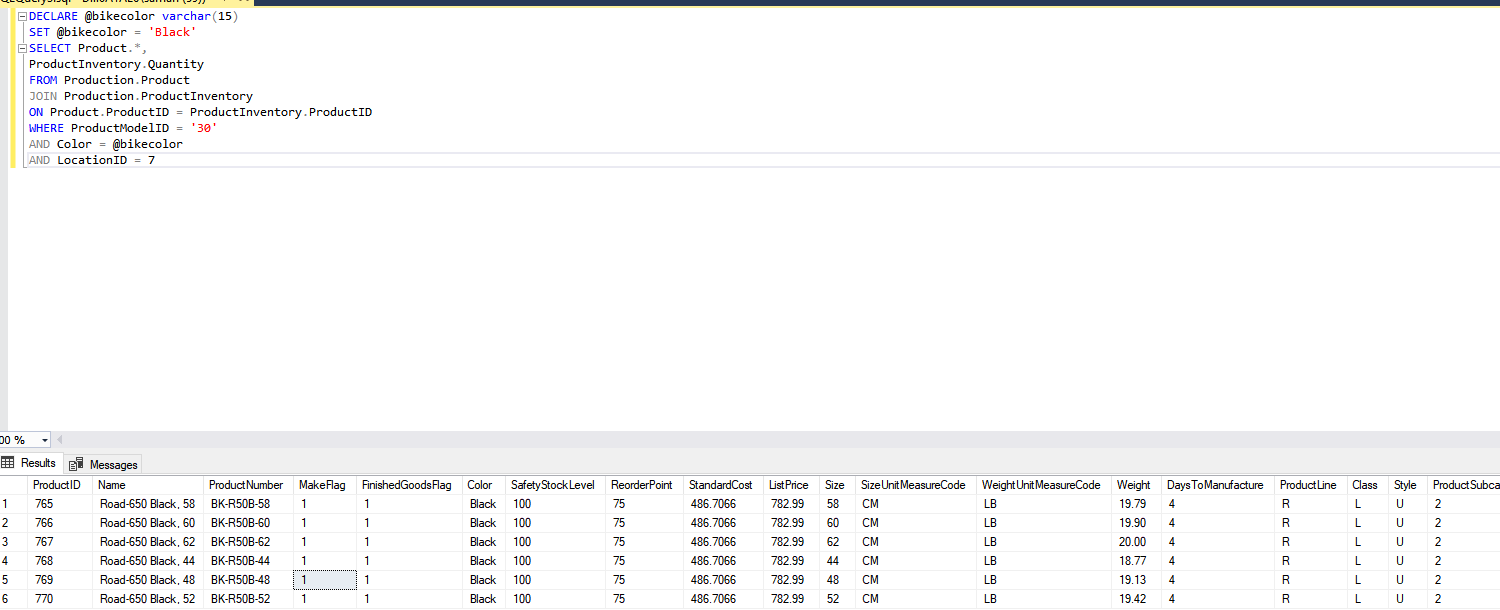 DECLARE @bikecolor varchar(15)
SET @bikecolor = 'Black'
SELECT Product.*,
ProductInventory.Quantity
FROM Production.Product
JOIN Production.ProductInventory
ON Product.ProductID = ProductInventory.ProductID
WHERE ProductModelID = '30'
AND Color = @bikecolor
AND LocationID = 7
00 %
Results Messages
ProductID Name ProductNumber MakeFlag FinishedGoodsFlag Color SafetyStockLevel ReorderPoint StandardCost ListPrice Size SizeUnitMeasureCode WeightUnitMeasureCode Weight DaysToManufacture ProductLine Class Style ProductSubca
1 765 Road-650 Black, 58 BK-R50B-58 1 1 Black 100 75 486.7066 782.99 58 CM LB 19.79 4 R L U 2
2 766 Road-650 Black, 60 BK-R50B-60 1 1 Black 100 75 486.7066 782.99 60 CM LB 19.90 4 R L U 2
3 767 Road-650 Black, 62 BK-R50B-62 1 1 Black 100 75 486.7066 782.99 62 CM LB 20.00 4 R L U 2
4 768 Road-650 Black, 44 BK-R50B-44 1 1 Black 100 75 486.7066 782.99 44 CM LB 18.77 4 R L U 2
5 769 Road-650 Black, 48 BK-R50B-48 1 1 Black 100 75 486.7066 782.99 48 CM LB 19.13 4 R L U 2
6 770 Road-650 Black, 52 BK-R50B-52 1 1 Black 100 75 486.7066 782.99 52 CM LB 19.42 4 R L U 2